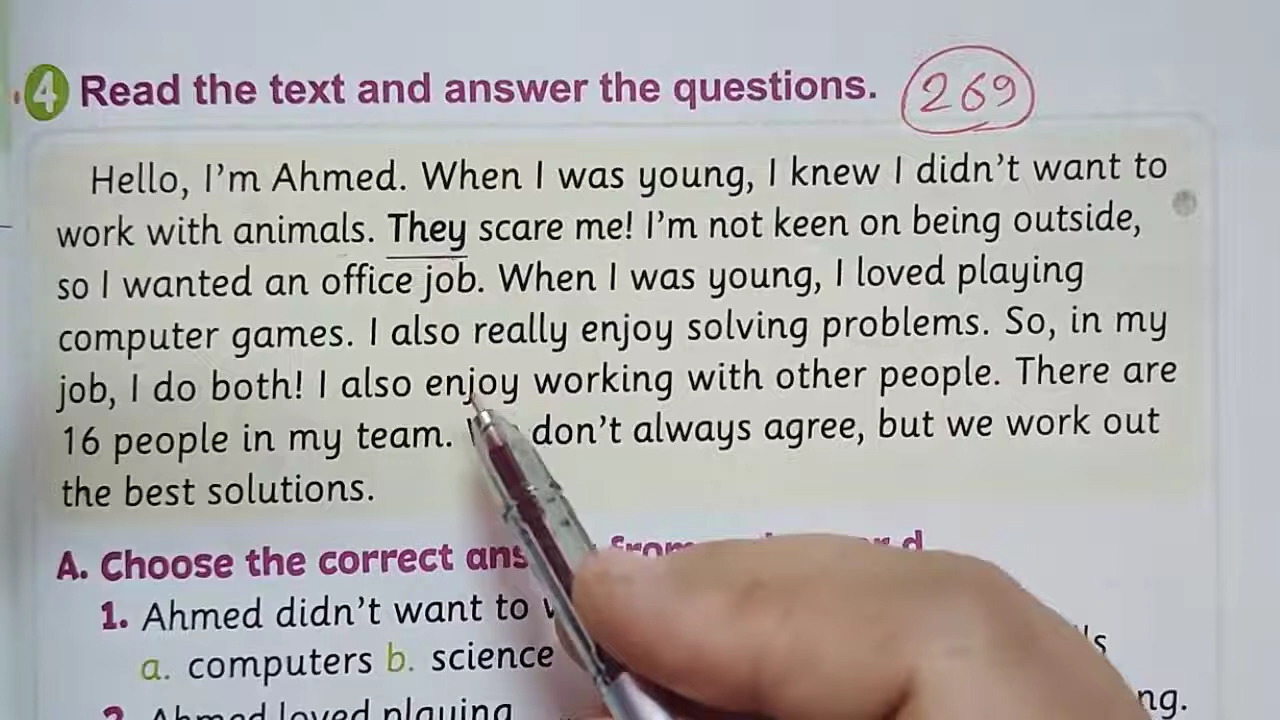 4 Read the text and answer the questions. 269
Hello, I'm Ahmed. When I was young, I knew I didn't want to
work with animals. They scare me! I'm not keen on being outside,
so I wanted an office job. When I was young, I loved playing
computer games. I also really enjoy solving problems. So, in my
job, I do both! I also enjoy working with other people. There are
16 people in my team. don't always agree, but we work out
the best solutions.
A. Choose the correct
1. Ahmed didn't want to
a. computers b. science
2. Ahmed loved playing